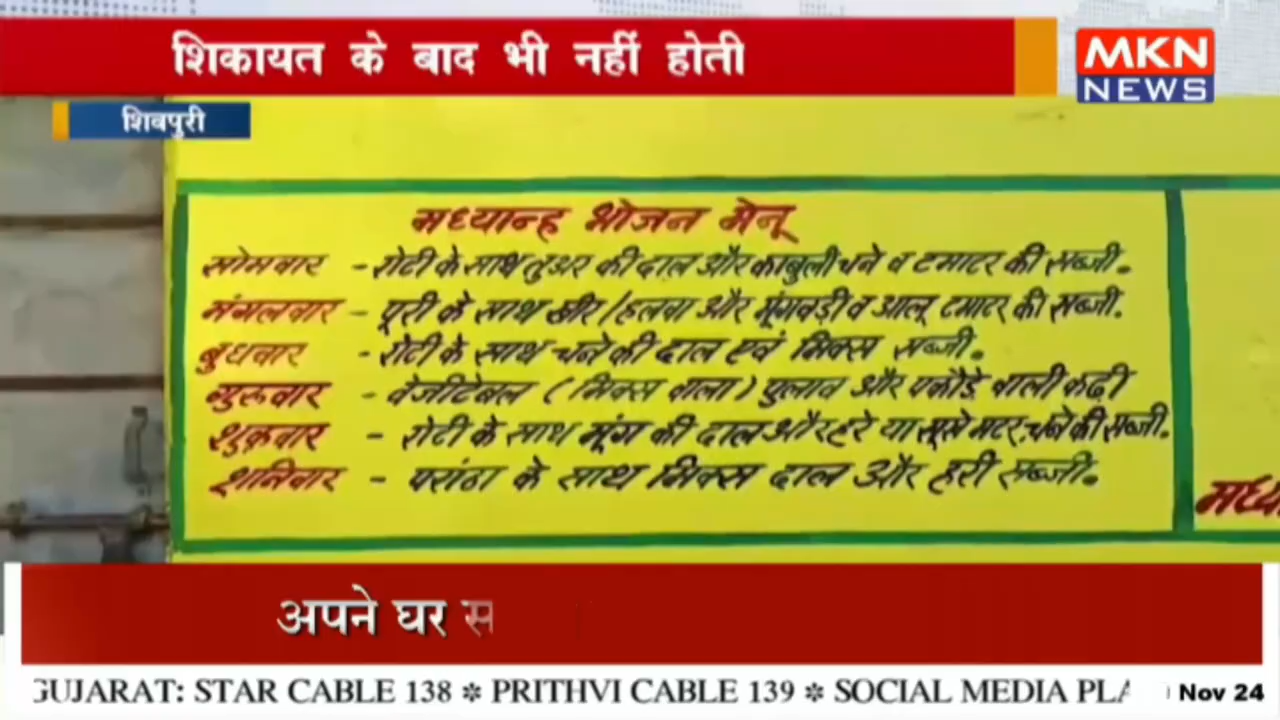 शिकायत के बाद भी नहीं होती
MKN
NEWS
शिवपुरी
मध्यान्ह भोजन मेनू
सोमवार - रोटी के साथ तुअर की दाल और काबुली चने व टमाटर की सब्जी.
मंगलवार - पूरी के साथ खीर/हलवा और मूंगवडी व आलू टमाटर की सब्जी.
बुधवार - रोटी के साथ चने की दाल एवं मिक्स सब्जी.
गुरूवार - वेजीटेबल (मिक्स वाला) पुलाव और पकौडे वाली कढी
शुक्रवार - रोटी के साथ मूंग की दाल और हरे या सूखे मटर, चने की सब्जी.
शनिवार - परांठा के साथ मिक्स दाल और हरी सब्जी.
मध्या
अपने घर स
GUJARAT: STAR CABLE 138 ✲ PRITHVI CABLE 139 ✲ SOCIAL MEDIA PLA
Nov 24